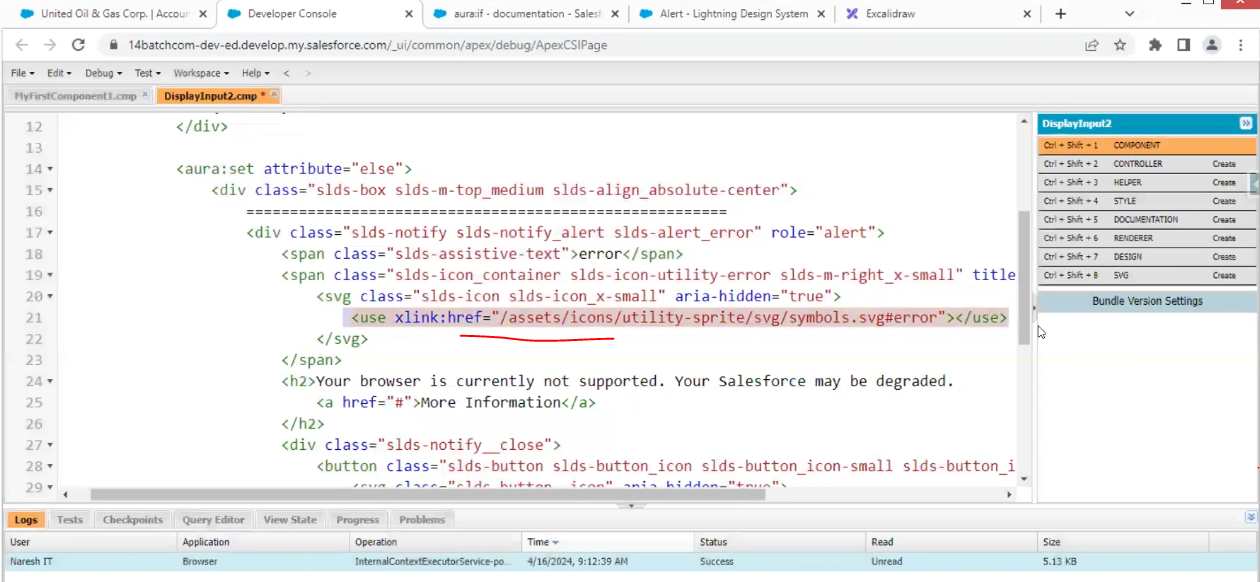 United Oil & Gas Corp. | Accour
Developer Console
aura:if - documentation - Salesf
Alert - Lightning Design System
Excalidraw
14batchcom-dev-ed.develop.my.salesforce.com/_ui/common/apex/debug/ApexCSIPage
File Edit Debug Test Workspace Help < >
MyFirstComponent1.cmp DisplayInput2.cmp *
12 </div>
13
14 <aura:set attribute="else">
15 <div class="slds-box slds-m-top_medium slds-align_absolute-center">
16 =======================================================
17 <div class="slds-notify slds-notify_alert slds-alert_error" role="alert">
18 <span class="slds-assistive-text">error</span>
19 <span class="slds-icon_container slds-icon-utility-error slds-m-right_x-small" title
20 <svg class="slds-icon slds-icon_x-small" aria-hidden="true">
21 <use xlink:href="/assets/icons/utility-sprite/svg/symbols.svg#error"></use>
22 </svg>
23 </span>
24 <h2>Your browser is currently not supported. Your Salesforce may be degraded.
25 <a href="#">More Information</a>
26 </h2>
27 <div class="slds-notify__close">
28 <button class="slds-button slds-button_icon slds-button_icon-small slds-button_i
29 <svg class="slds-button__icon" aria-hidden="true">
DisplayInput2
Ctrl + Shift + 1 COMPONENT
Ctrl + Shift + 2 CONTROLLER Create
Ctrl + Shift + 3 HELPER Create
Ctrl + Shift + 4 STYLE Create
Ctrl + Shift + 5 DOCUMENTATION Create
Ctrl + Shift + 6 RENDERER Create
Ctrl + Shift + 7 DESIGN Create
Ctrl + Shift + 8 SVG Create
Bundle Version Settings
Logs Tests Checkpoints Query Editor View State Progress Problems
User Application Operation Time Status Read Size
Naresh IT Browser InternalContextExecutorService-po... 4/16/2024, 9:12:39 AM Success Unread 5.13 KB